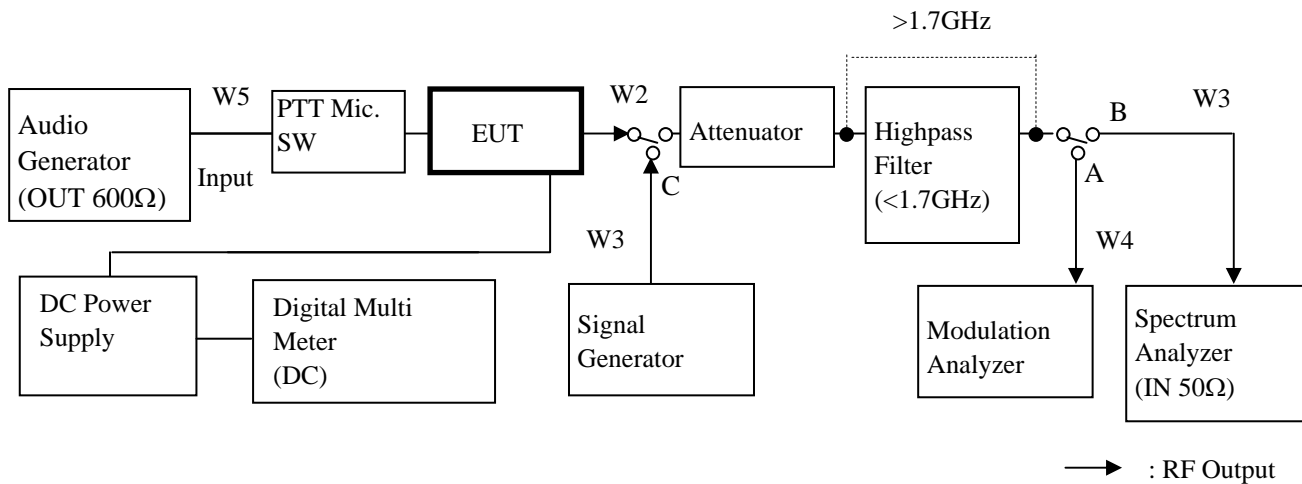 >1.7GHz
W5
W2
W3
Audio
Generator
(OUT 600Ω)
Input
PTT Mic.
SW
EUT
C
W3
Attenuator
Highpass
Filter
(<1.7GHz)
B
A
W4
DC Power
Supply
Digital Multi
Meter
(DC)
Signal
Generator
Modulation
Analyzer
Spectrum
Analyzer
(IN 50Ω)
: RF Output